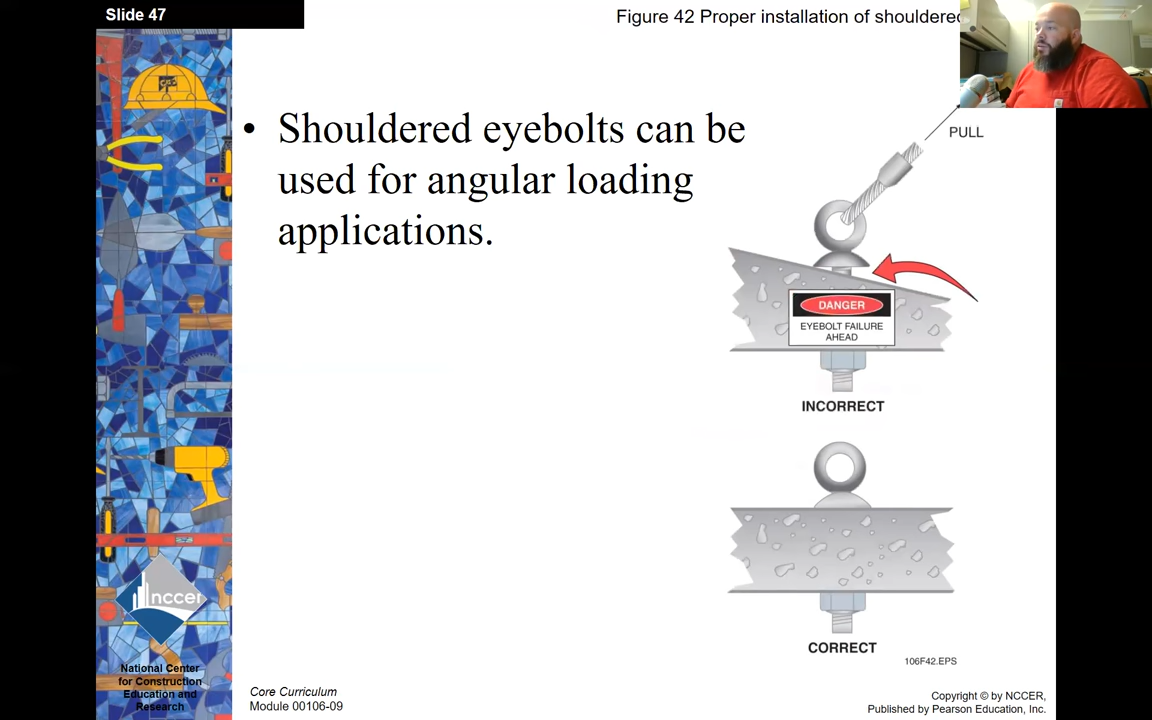 Slide 47
Figure 42 Proper installation of shouldered
• Shouldered eyebolts can be
used for angular loading
applications.
PULL
DANGER
EYEBOLT FAILURE
AHEAD
INCORRECT
CORRECT
106F42.EPS
nccer
National Center
for Construction
Education and
Research
Core Curriculum
Module 00106-09
Copyright © by NCCER,
Published by Pearson Education, Inc.